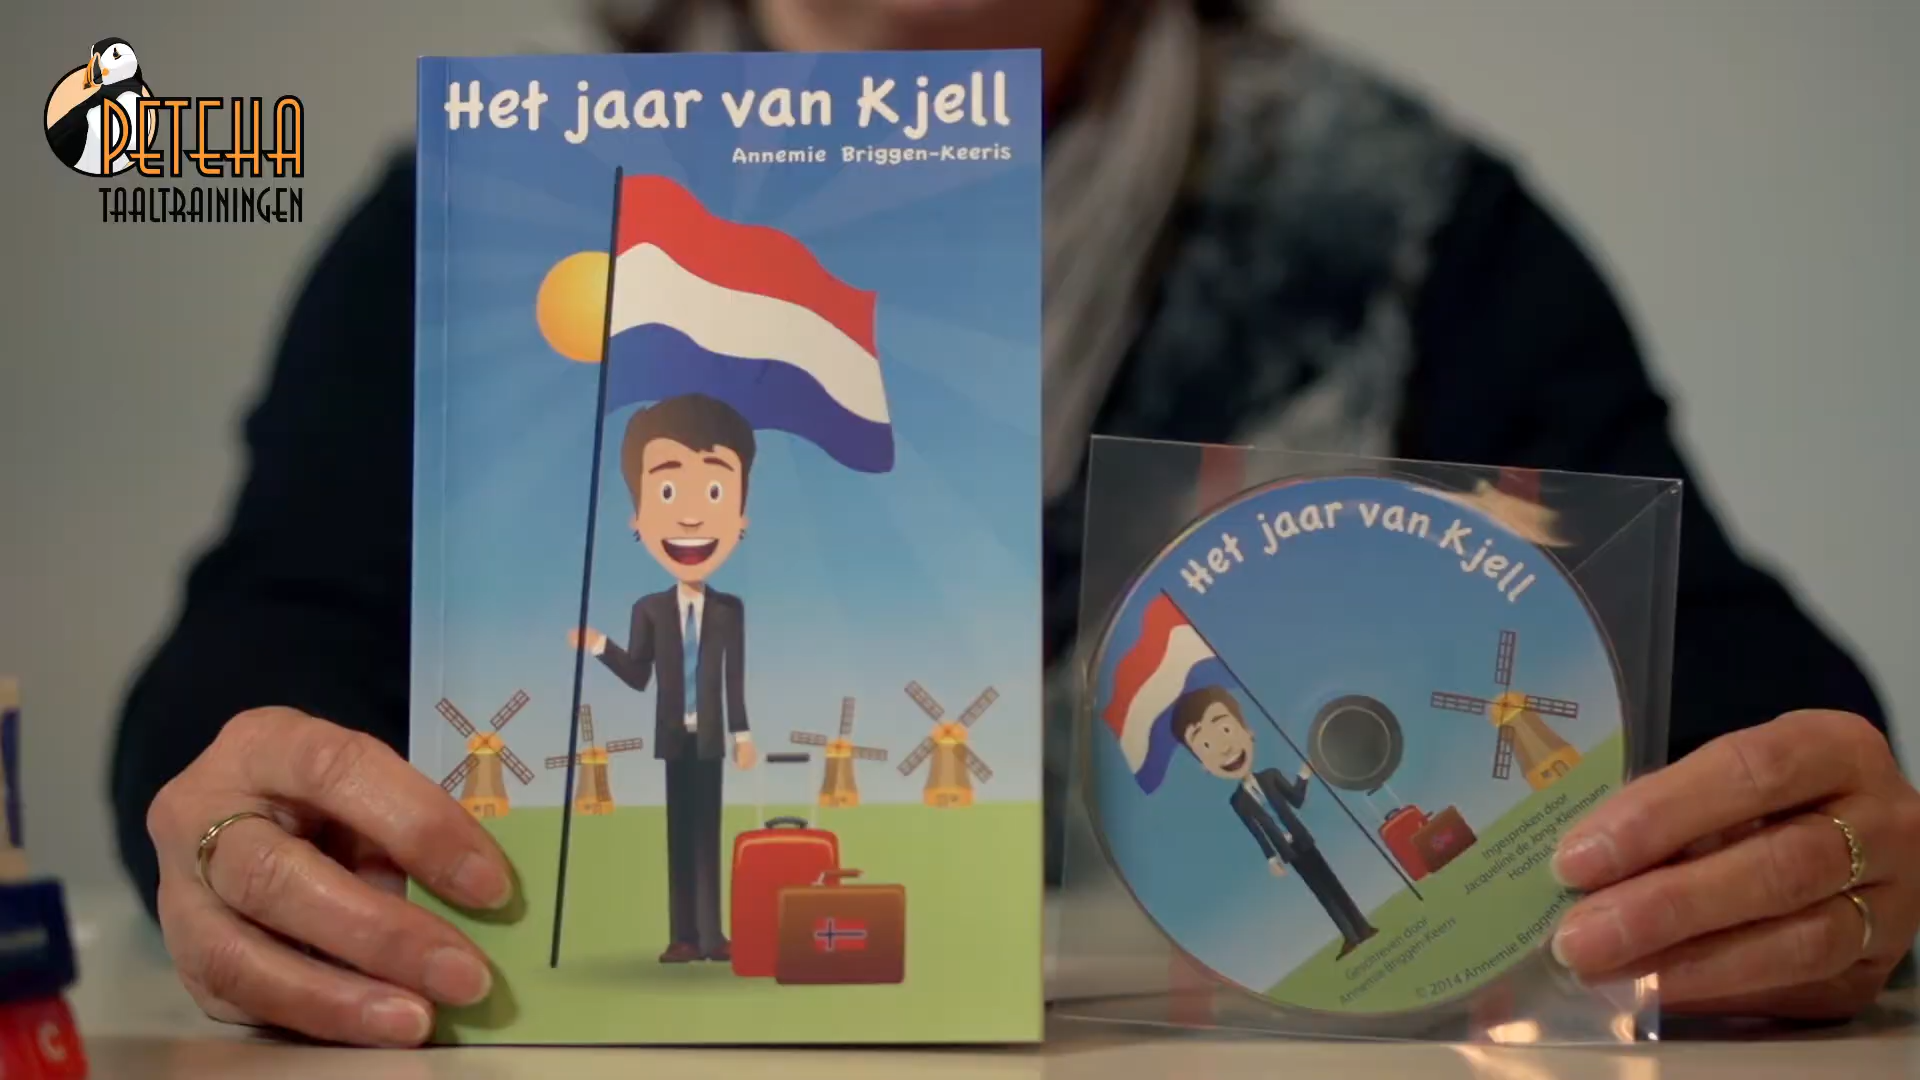 PETEHA
TAALTRAININGEN
Het jaar van Kjell
Annemie Briggen-Keeris
Het jaar van Kjell
Ingesproken door
Jacqueline de Jong-Kleinmann
Geschreven door
Annemie Briggen-Keeris
© 2014 Annemie Briggen-K
C